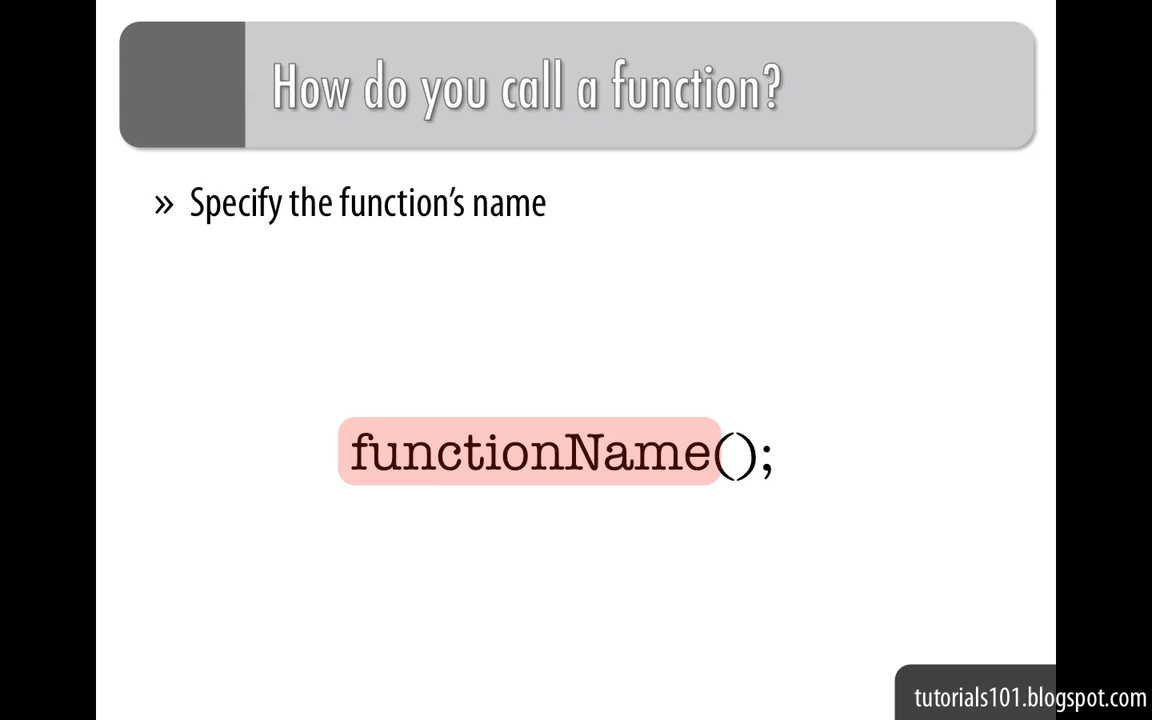 How do you call a function?
» Specify the function’s name
functionName();
tutorials101.blogspot.com